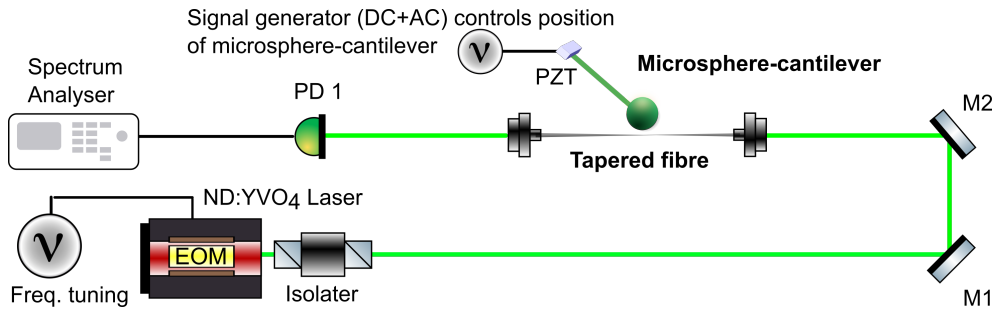 Signal generator (DC+AC) controls position
of microsphere-cantilever
ν
PZT
Microsphere-cantilever
Spectrum
Analyser
PD 1
M2
Tapered fibre
ND:YVO4 Laser
ν
EOM
Freq. tuning
Isolater
M1